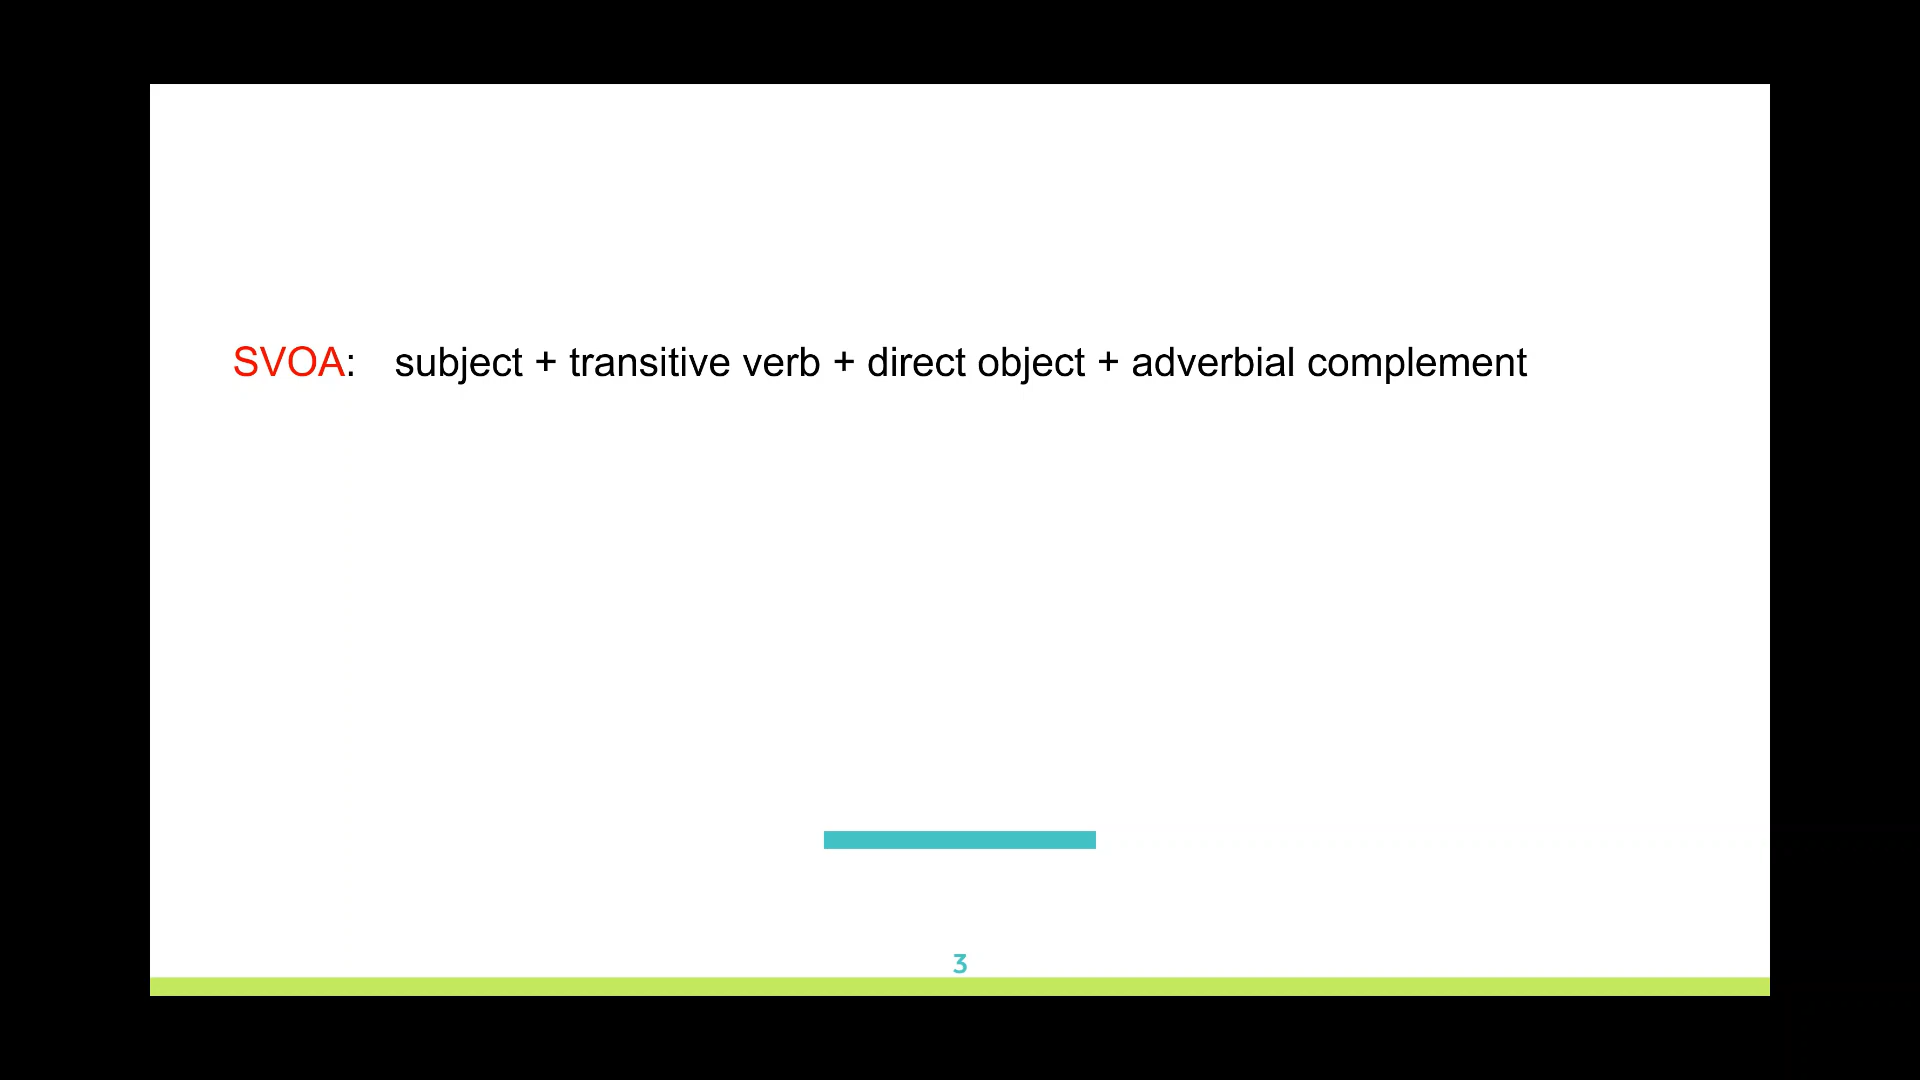 SVOA: subject + transitive verb + direct object + adverbial complement
3